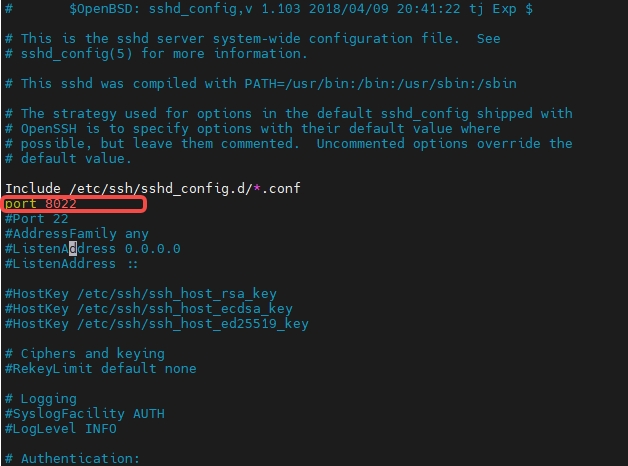 #       $OpenBSD: sshd_config,v 1.103 2018/04/09 20:41:22 tj Exp $
# This is the sshd server system-wide configuration file.  See
# sshd_config(5) for more information.
# This sshd was compiled with PATH=/usr/bin:/bin:/usr/sbin:/sbin
# The strategy used for options in the default sshd_config shipped with
# OpenSSH is to specify options with their default value where
# possible, but leave them commented.  Uncommented options override the
# default value.
Include /etc/ssh/sshd_config.d/*.conf
port 8022
#Port 22
#AddressFamily any
#ListenAddress 0.0.0.0
#ListenAddress ::
#HostKey /etc/ssh/ssh_host_rsa_key
#HostKey /etc/ssh/ssh_host_ecdsa_key
#HostKey /etc/ssh/ssh_host_ed25519_key
# Ciphers and keying
#RekeyLimit default none
# Logging
#SyslogFacility AUTH
#LogLevel INFO
# Authentication: